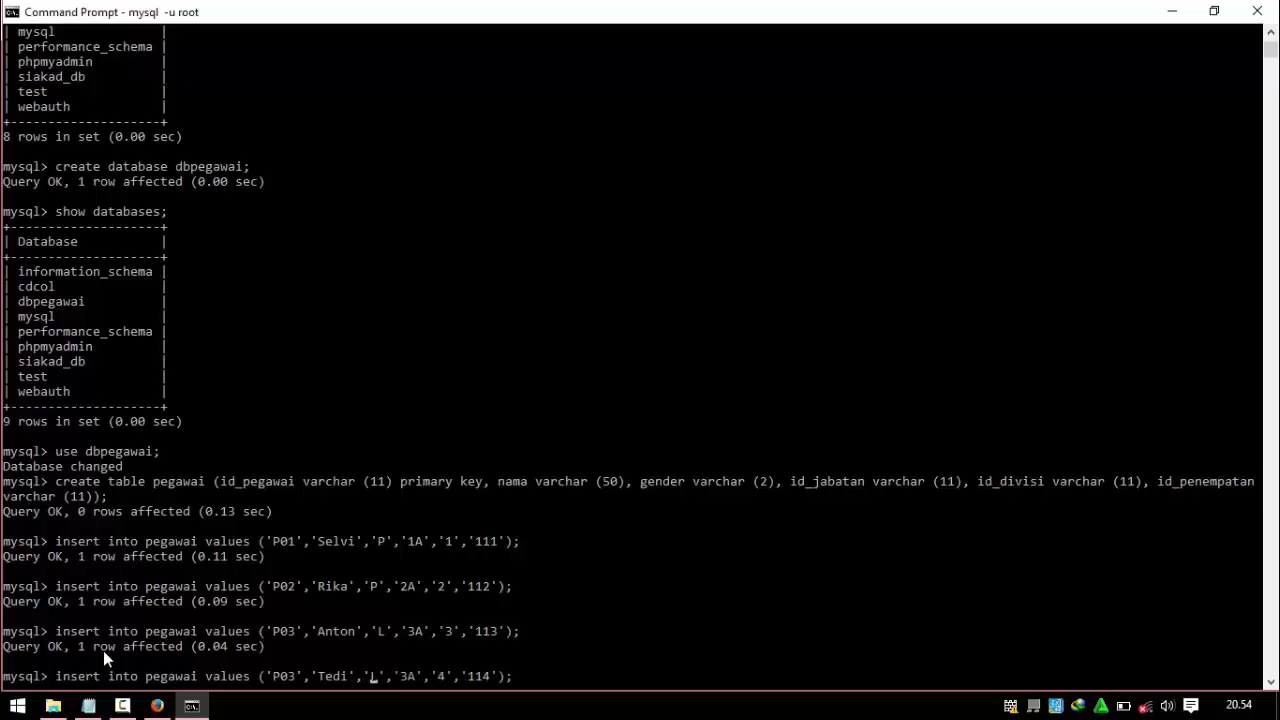 Command Prompt - mysql  -u root
| mysql              |
| performance_schema |
| phpmyadmin         |
| siakad_db          |
| test               |
| webauth            |
+--------------------+
8 rows in set (0.00 sec)
mysql> create database dbpegawai;
Query OK, 1 row affected (0.00 sec)
mysql> show databases;
+--------------------+
| Database           |
+--------------------+
| information_schema |
| cdcol              |
| dbpegawai          |
| mysql              |
| performance_schema |
| phpmyadmin         |
| siakad_db          |
| test               |
| webauth            |
+--------------------+
9 rows in set (0.00 sec)
mysql> use dbpegawai;
Database changed
mysql> create table pegawai (id_pegawai varchar (11) primary key, nama varchar (50), gender varchar (2), id_jabatan varchar (11), id_divisi varchar (11), id_penempatan
varchar (11));
Query OK, 0 rows affected (0.13 sec)
mysql> insert into pegawai values ('P01','Selvi','P','1A','1','111');
Query OK, 1 row affected (0.11 sec)
mysql> insert into pegawai values ('P02','Rika','P','2A','2','112');
Query OK, 1 row affected (0.09 sec)
mysql> insert into pegawai values ('P03','Anton','L','3A','3','113');
Query OK, 1 row affected (0.04 sec)
mysql> insert into pegawai values ('P03','Tedi','L','3A','4','114');
20.54